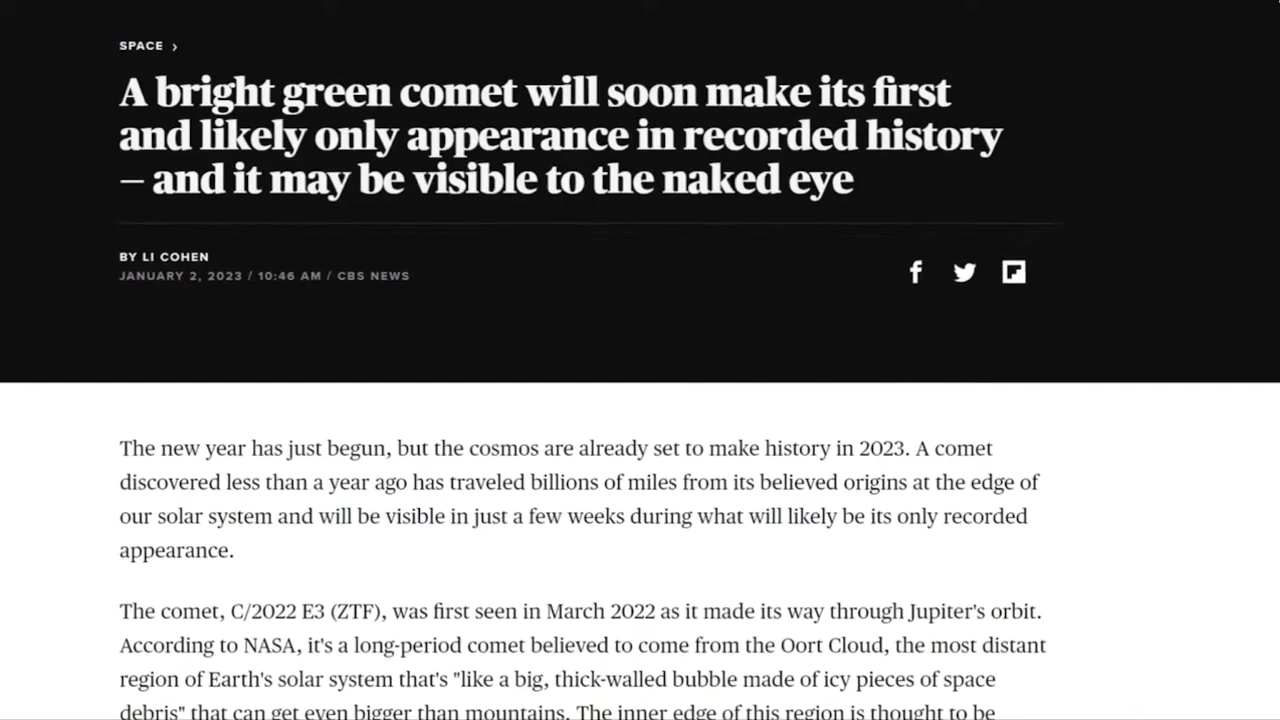 SPACE ›
A bright green comet will soon make its first
and likely only appearance in recorded history
– and it may be visible to the naked eye
BY LI COHEN
JANUARY 2, 2023 / 10:46 AM / CBS NEWS
The new year has just begun, but the cosmos are already set to make history in 2023. A comet
discovered less than a year ago has traveled billions of miles from its believed origins at the edge of
our solar system and will be visible in just a few weeks during what will likely be its only recorded
appearance.
The comet, C/2022 E3 (ZTF), was first seen in March 2022 as it made its way through Jupiter's orbit.
According to NASA, it's a long-period comet believed to come from the Oort Cloud, the most distant
region of Earth's solar system that's "like a big, thick-walled bubble made of icy pieces of space
debris" that can get even bigger than mountains. The inner edge of this region is thought to be